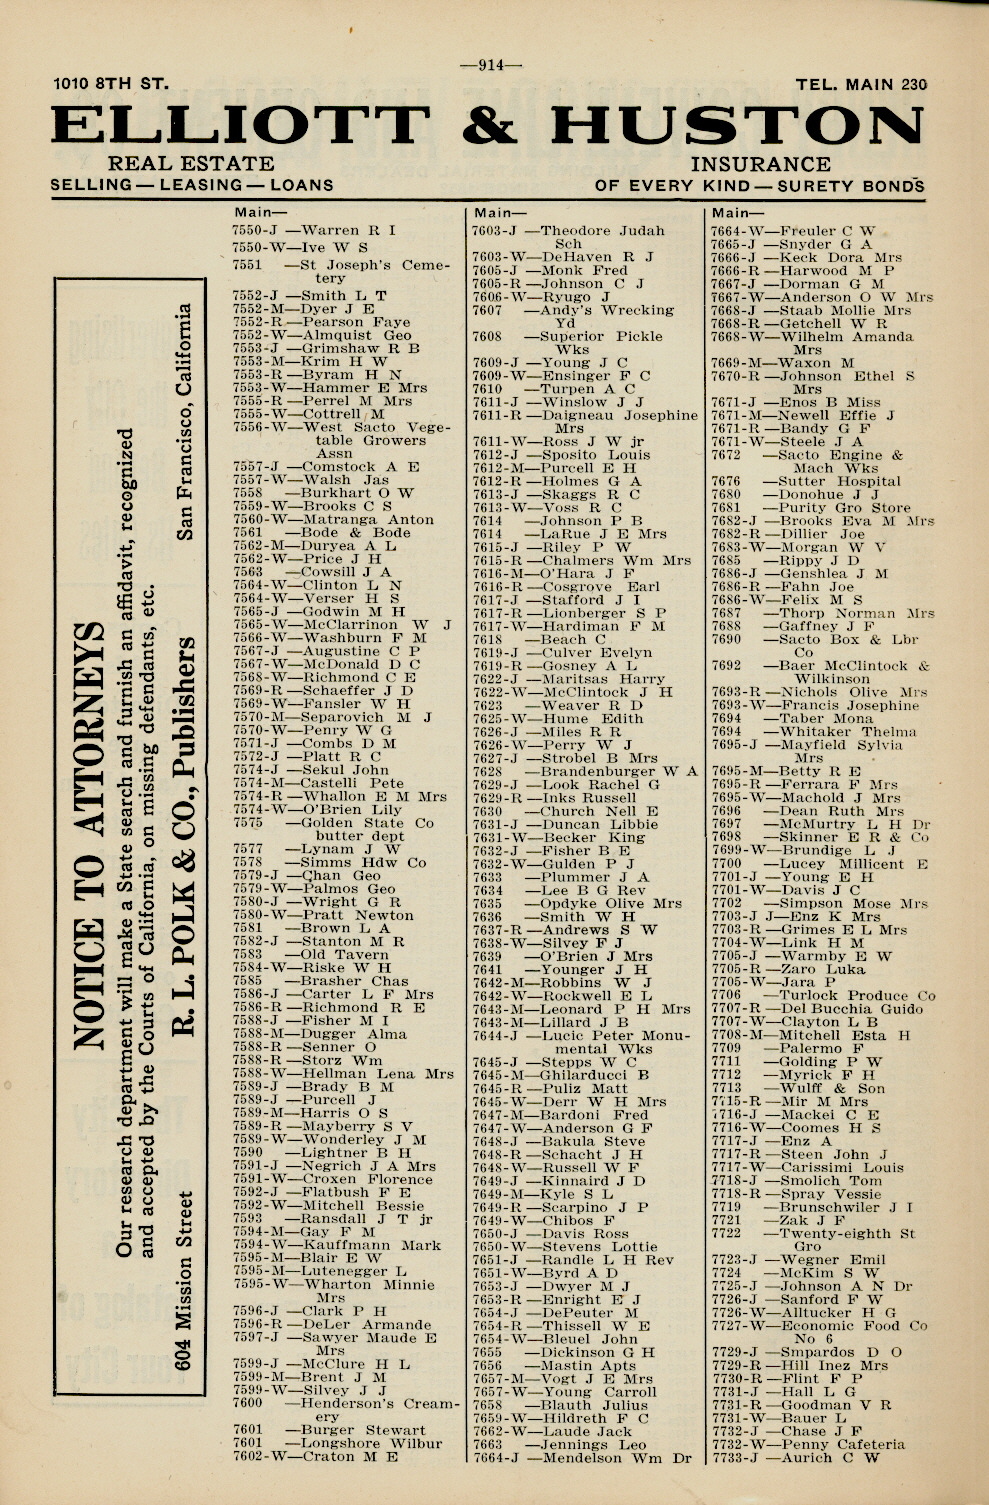 —914—
1010 8TH ST. TEL. MAIN 230
ELLIOTT & HUSTON
REAL ESTATE INSURANCE
SELLING — LEASING — LOANS OF EVERY KIND — SURETY BONDS
NOTICE TO ATTORNEYS
Our research department will make a State search and furnish an affidavit, recognized
and accepted by the Courts of California, on missing defendants, etc.
R. L. POLK & CO., Publishers
604 Mission Street San Francisco, California
Main—
7550-J —Warren R I
7550-W—Ive W S
7551 —St Joseph's Ceme-
tery
7552-J —Smith L T
7552-M—Dyer J E
7552-R —Pearson Faye
7552-W—Almquist Geo
7553-J —Grimshaw R B
7553-M—Krim H W
7553-R —Byram H N
7553-W—Hammer E Mrs
7555-R —Perrel M Mrs
7555-W—Cottrell M
7556-W—West Sacto Vege-
table Growers
Assn
7557-J —Comstock A E
7557-W—Walsh Jas
7558 —Burkhart O W
7559-W—Brooks C S
7560-W—Matranga Anton
7561 —Bode & Bode
7562-M—Duryea A L
7562-W—Price J H
7563 —Cowsill J A
7564-W—Clinton L N
7564-W—Verser H S
7565-J —Godwin M H
7565-W—McClarrinon W J
7566-W—Washburn F M
7567-J —Augustine C P
7567-W—McDonald D C
7568-W—Richmond C E
7569-R —Schaeffer J D
7569-W—Fansler W H
7570-M—Separovich M J
7570-W—Penry W G
7571-J —Combs D M
7572-J —Platt R C
7574-J —Sekul John
7574-M—Castelli Pete
7574-R —Whallon E M Mrs
7574-W—O'Brien Lily
7575 —Golden State Co
butter dept
7577 —Lynam J W
7578 —Simms Hdw Co
7579-J —Chan Geo
7579-W—Palmos Geo
7580-J —Wright G R
7580-W—Pratt Newton
7581 —Brown L A
7582-J —Stanton M R
7583 —Old Tavern
7584-W—Riske W H
7585 —Brasher Chas
7586-J —Carter L F Mrs
7586-R —Richmond R E
7588-J —Fisher M I
7588-M—Dugger Alma
7588-R —Senner O
7588-R —Storz Wm
7588-W—Hellman Lena Mrs
7589-J —Brady B M
7589-J —Purcell J
7589-M—Harris O S
7589-R —Mayberry S V
7589-W—Wonderley J M
7590 —Lightner B H
7591-J —Negrich J A Mrs
7591-W—Croxen Florence
7592-J —Flatbush F E
7592-W—Mitchell Bessie
7593 —Ransdall J T jr
7594-M—Gay F M
7594-W—Kauffmann Mark
7595-M—Blair E W
7595-M—Lutenegger L
7595-W—Wharton Minnie
Mrs
7596-J —Clark P H
7596-R —DeLer Armande
7597-J —Sawyer Maude E
Mrs
7599-J —McClure H L
7599-M—Brent J M
7599-W—Silvey J J
7600 —Henderson's Cream-
ery
7601 —Burger Stewart
7601 —Longshore Wilbur
7602-W—Craton M E
Main—
7603-J —Theodore Judah
Sch
7603-W—DeHaven R J
7605-J —Monk Fred
7605-R —Johnson C J
7606-W—Ryugo J
7607 —Andy's Wrecking
Yd
7608 —Superior Pickle
Wks
7609-J —Young J C
7609-W—Ensinger F C
7610 —Turpen A C
7611-J —Winslow J J
7611-R —Daigneau Josephine
Mrs
7611-W—Ross J W jr
7612-J —Sposito Louis
7612-M—Purcell E H
7612-R —Holmes G A
7613-J —Skaggs R C
7613-W—Voss R C
7614 —Johnson P B
7614 —LaRue J E Mrs
7615-J —Riley P W
7615-R —Chalmers Wm Mrs
7616-M—O'Hara J F
7616-R —Cosgrove Earl
7617-J —Stafford J I
7617-R —Lionberger S P
7617-W—Hardiman F M
7618 —Beach C
7619-J —Culver Evelyn
7619-R —Gosney A L
7622-J —Maritsas Harry
7622-W—McClintock J H
7623 —Weaver R D
7625-W—Hume Edith
7626-J —Miles R R
7626-W—Perry W J
7627-J —Strobel B Mrs
7628 —Brandenburger W A
7629-J —Look Rachel G
7629-R —Inks Russell
7630 —Church Nell E
7631-J —Duncan Libbie
7631-W—Becker King
7632-J —Fisher B E
7632-W—Gulden P J
7633 —Plummer J A
7634 —Lee B G Rev
7635 —Opdyke Olive Mrs
7636 —Smith W H
7637-R —Andrews S W
7638-W—Silvey F J
7639 —O'Brien J Mrs
7641 —Younger J H
7642-M—Robbins W J
7642-W—Rockwell E L
7643-M—Leonard P H Mrs
7643-M—Lillard J B
7644-J —Lucic Peter Monu-
mental Wks
7645-J —Stepps W C
7645-M—Ghilarducci B
7645-R —Puliz Matt
7645-W—Derr W H Mrs
7647-M—Bardoni Fred
7647-W—Anderson G F
7648-J —Bakula Steve
7648-R —Schacht J H
7648-W—Russell W F
7649-J —Kinnaird J D
7649-M—Kyle S L
7649-R —Scarpino J P
7649-W—Chibos F
7650-J —Davis Ross
7650-W—Stevens Lottie
7651-J —Randle L H Rev
7651-W—Byrd A D
7653-J —Dwyer M J
7653-R —Enright E J
7654-J —DePeuter M
7654-R —Thissell W E
7654-W—Bleuel John
7655 —Dickinson G H
7656 —Mastin Apts
7657-M—Vogt J E Mrs
7657-W—Young Carroll
7658 —Blauth Julius
7659-W—Hildreth F C
7662-W—Laude Jack
7663 —Jennings Leo
7664-J —Mendelson Wm Dr
Main—
7664-W—Freuler C W
7665-J —Snyder G A
7666-J —Keck Dora Mrs
7666-R —Harwood M P
7667-J —Dorman G M
7667-W—Anderson O W Mrs
7668-J —Staab Mollie Mrs
7668-R —Getchell W R
7668-W—Wilhelm Amanda
Mrs
7669-M—Waxon M
7670-R —Johnson Ethel S
Mrs
7671-J —Enos B Miss
7671-M—Newell Effie J
7671-R —Bandy G F
7671-W—Steele J A
7672 —Sacto Engine &
Mach Wks
7676 —Sutter Hospital
7680 —Donohue J J
7681 —Purity Gro Store
7682-J —Brooks Eva M Mrs
7682-R —Dillier Joe
7683-W—Morgan W V
7685 —Rippy J D
7686-J —Genshlea J M
7686-R —Fahn Joe
7686-W—Felix M S
7687 —Thorp Norman Mrs
7688 —Gaffney J F
7690 —Sacto Box & Lbr
Co
7692 —Baer McClintock &
Wilkinson
7693-R —Nichols Olive Mrs
7693-W—Francis Josephine
7694 —Taber Mona
7694 —Whitaker Thelma
7695-J —Mayfield Sylvia
Mrs
7695-M—Betty R E
7695-R —Ferrara F Mrs
7695-W—Machold J Mrs
7696 —Dean Ruth Mrs
7697 —McMurtry L H Dr
7698 —Skinner E R & Co
7699-W—Brundige L J
7700 —Lucey Millicent E
7701-J —Young E H
7701-W—Davis J C
7702 —Simpson Mose Mrs
7703-J J—Enz K Mrs
7703-R —Grimes E L Mrs
7704-W—Link H M
7705-J —Warmby E W
7705-R —Zaro Luka
7705-W—Jara P
7706 —Turlock Produce Co
7707-R —Del Bucchia Guido
7707-W—Clayton L B
7708-M—Mitchell Esta H
7709 —Palermo F
7711 —Golding P W
7712 —Myrick F H
7713 —Wulff & Son
7715-R —Mir M Mrs
7716-J —Mackei C E
7716-W—Coomes H S
7717-J —Enz A
7717-R —Steen John J
7717-W—Carissimi Louis
7718-J —Smolich Tom
7718-R —Spray Vessie
7719 —Brunschwiler J I
7721 —Zak J F
7722 —Twenty-eighth St
Gro
7723-J —Wegner Emil
7724 —McKim S W
7725-J —Johnson A N Dr
7726-J —Sanford F W
7726-W—Alltucker H G
7727-W—Economic Food Co
No 6
7729-J —Smpardos D O
7729-R —Hill Inez Mrs
7730-R —Flint F P
7731-J —Hall L G
7731-R —Goodman V R
7731-W—Bauer L
7732-J —Chase J F
7732-W—Penny Cafeteria
7733-J —Aurich C W